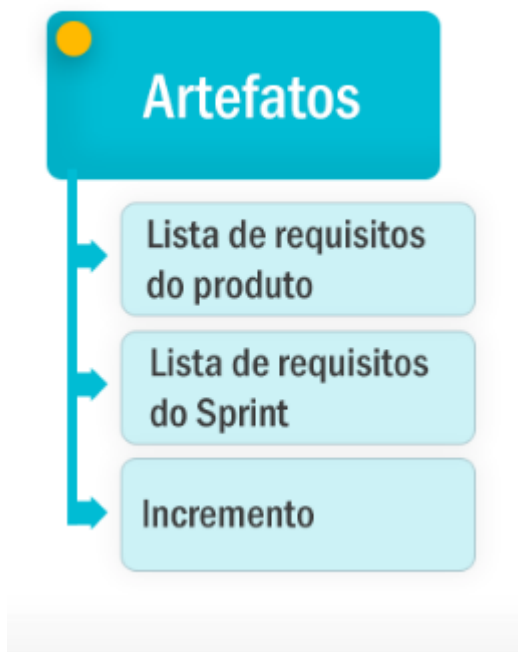 Artefatos
Lista de requisitos
do produto
Lista de requisitos
do Sprint
Incremento